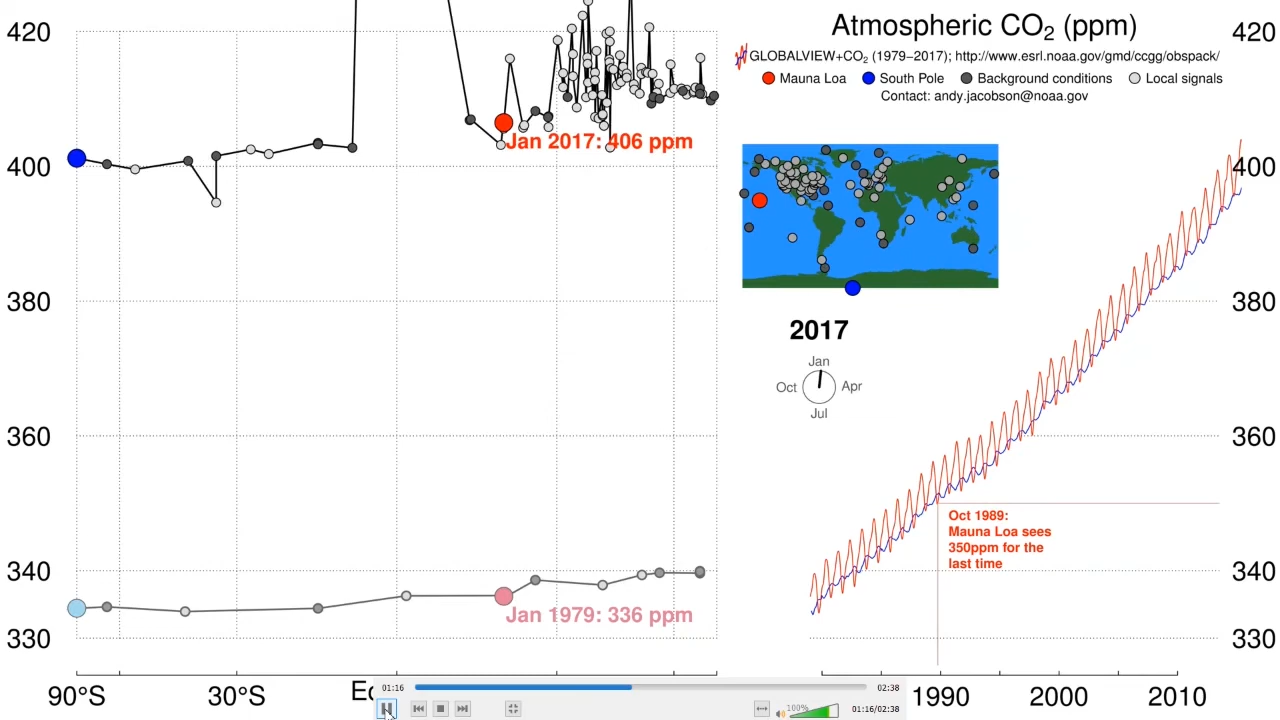 Atmospheric CO₂ (ppm)
GLOBALVIEW+CO₂ (1979−2017); http://www.esrl.noaa.gov/gmd/ccgg/obspack/
Mauna Loa South Pole Background conditions Local signals
Contact: andy.jacobson@noaa.gov
420
400
380
360
340
330
Jan 2017: 406 ppm
Jan 1979: 336 ppm
90°S 30°S
2017
Jan
Oct Apr
Jul
420
400
380
360
340
330
Oct 1989:
Mauna Loa sees
350ppm for the
last time
1990 2000 2010
01:16 02:38
100% 01:16/02:38